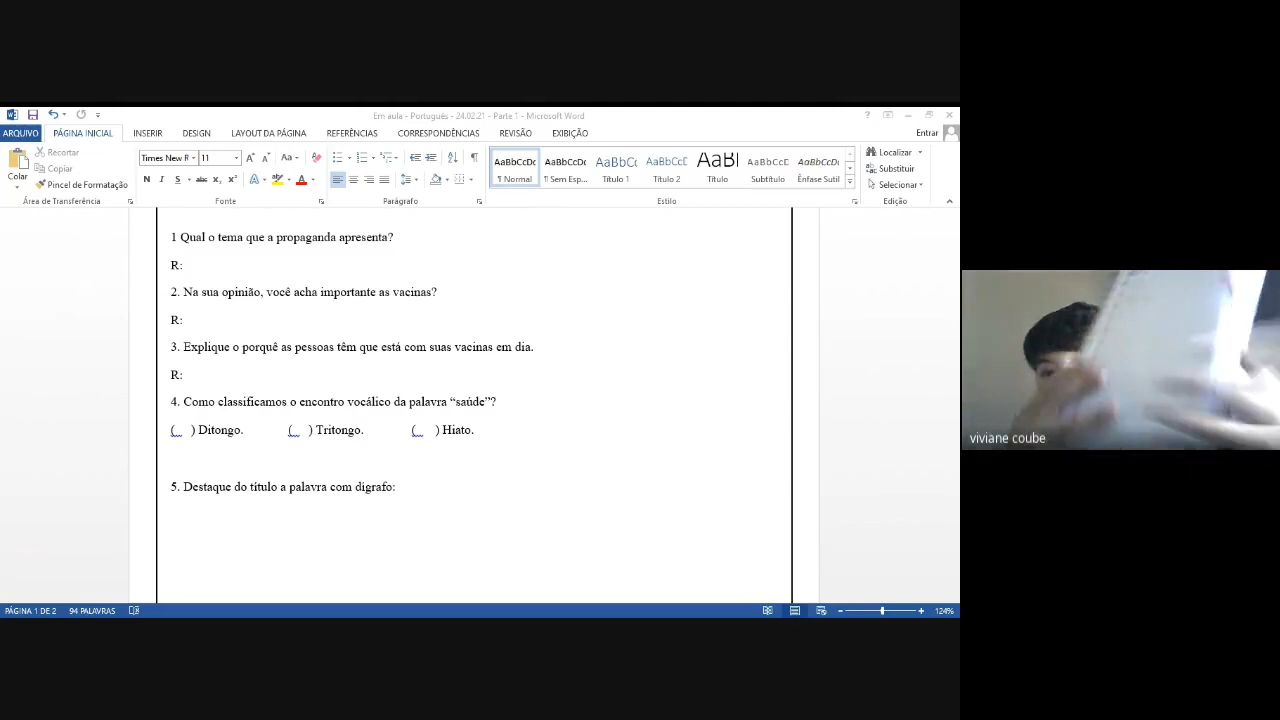 Em aula - Português - 24.02.21 - Parte 1 - Microsoft Word
ARQUIVO PÁGINA INICIAL INSERIR DESIGN LAYOUT DA PÁGINA REFERÊNCIAS CORRESPONDÊNCIAS REVISÃO EXIBIÇÃO Entrar
Colar
Recortar
Copiar
Pincel de Formatação
Área de Transferência
Times New R 11
Fonte
Parágrafo
AaBbCcDc AaBbCcDc AaBbCc AaBbCcD AaBl AaBbCcD AaBbCcDc
¶ Normal ¶ Sem Esp... Título 1 Título 2 Título Subtítulo Ênfase Sutil
Estilo
Localizar
Substituir
Selecionar
Edição
1 Qual o tema que a propaganda apresenta?
R:
2. Na sua opinião, você acha importante as vacinas?
R:
3. Explique o porquê as pessoas têm que está com suas vacinas em dia.
R:
4. Como classificamos o encontro vocálico da palavra “saúde”?
( ) Ditongo. ( ) Tritongo. ( ) Hiato.
5. Destaque do título a palavra com digrafo:
PÁGINA 1 DE 2 94 PALAVRAS 124%
viviane coube